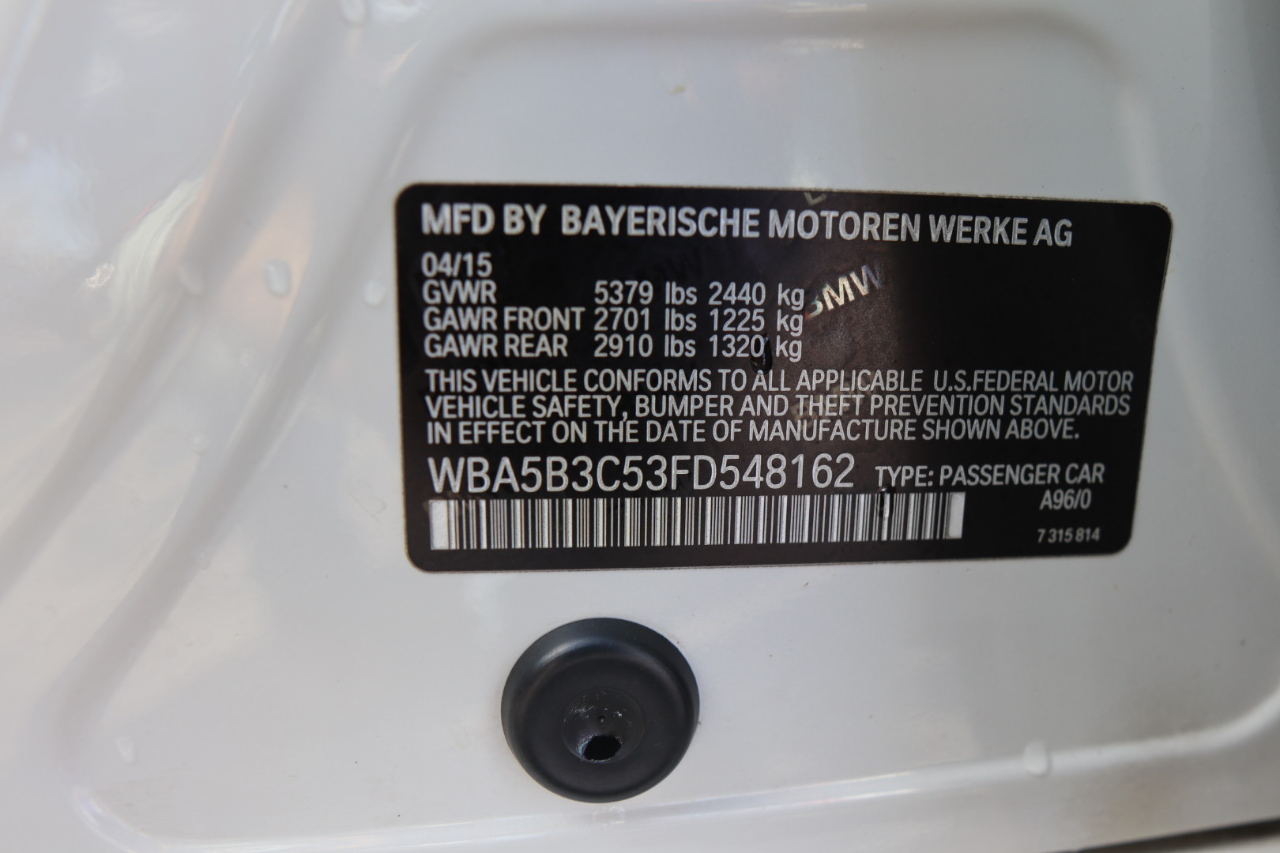 MFD BY BAYERISCHE MOTOREN WERKE AG
04/15
GVWR 5379 lbs 2440 kg
GAWR FRONT 2701 lbs 1225 kg
GAWR REAR 2910 lbs 1320 kg
BMW
THIS VEHICLE CONFORMS TO ALL APPLICABLE U.S.FEDERAL MOTOR
VEHICLE SAFETY, BUMPER AND THEFT PREVENTION STANDARDS
IN EFFECT ON THE DATE OF MANUFACTURE SHOWN ABOVE.
WBA5B3C53FD548162 TYPE: PASSENGER CAR
A96/0
7 315 814